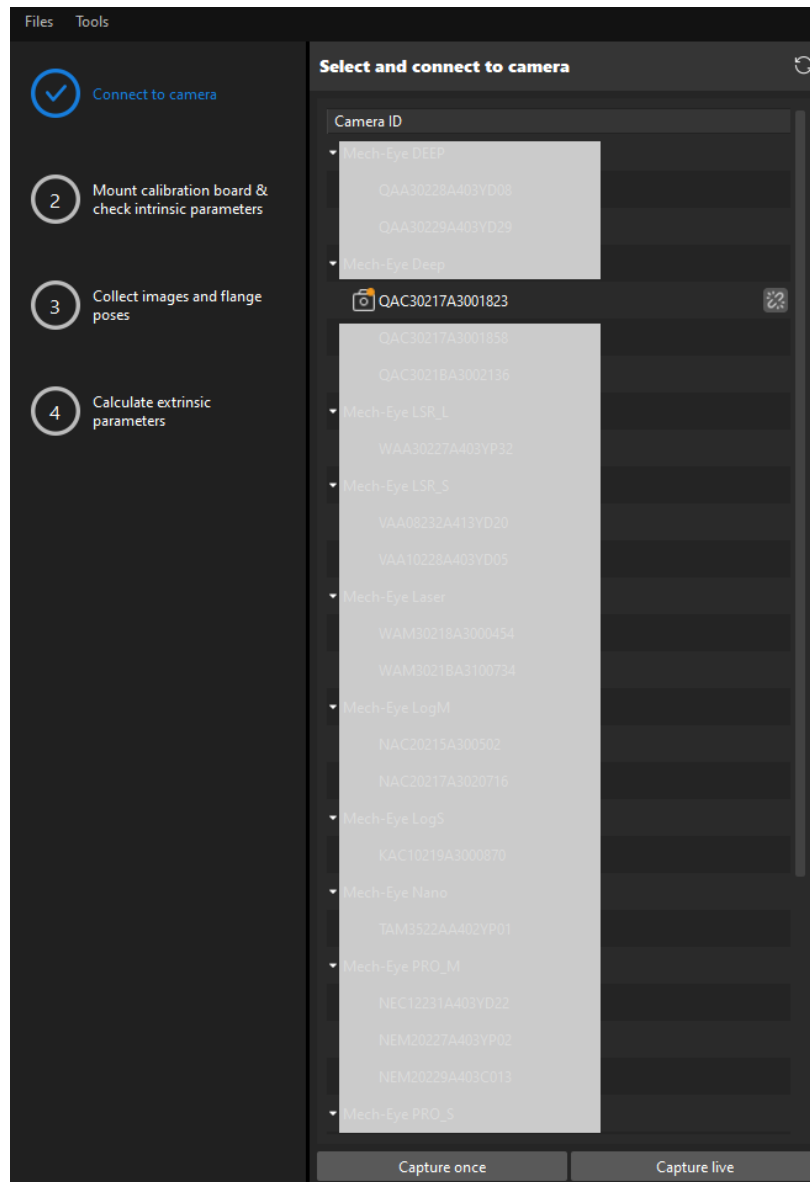 Files Tools
Select and connect to camera
Connect to camera
Mount calibration board &
check intrinsic parameters
Collect images and flange
poses
Calculate extrinsic
parameters
Camera ID
Mech-Eye DEEP
QAA30228A403YD08
QAA30229A403YD29
Mech-Eye Deep
QAC30217A3001823
QAC30217A3001858
QAC3021BA3002136
Mech-Eye LSR_L
WAA30227A403YP32
Mech-Eye LSR_S
VAA08232A413YD20
VAA10228A403YD05
Mech-Eye Laser
WAM30218A3000454
WAM3021BA3100734
Mech-Eye LogM
NAC20215A300502
NAC20217A3020716
Mech-Eye LogS
KAC10219A3000870
Mech-Eye Nano
TAM3522AA402YP01
Mech-Eye PRO_M
NEC12231A403YD22
NEM20227A403YP02
NEM20229A403C013
Mech-Eye PRO_S
2
3
4
Capture once Capture live